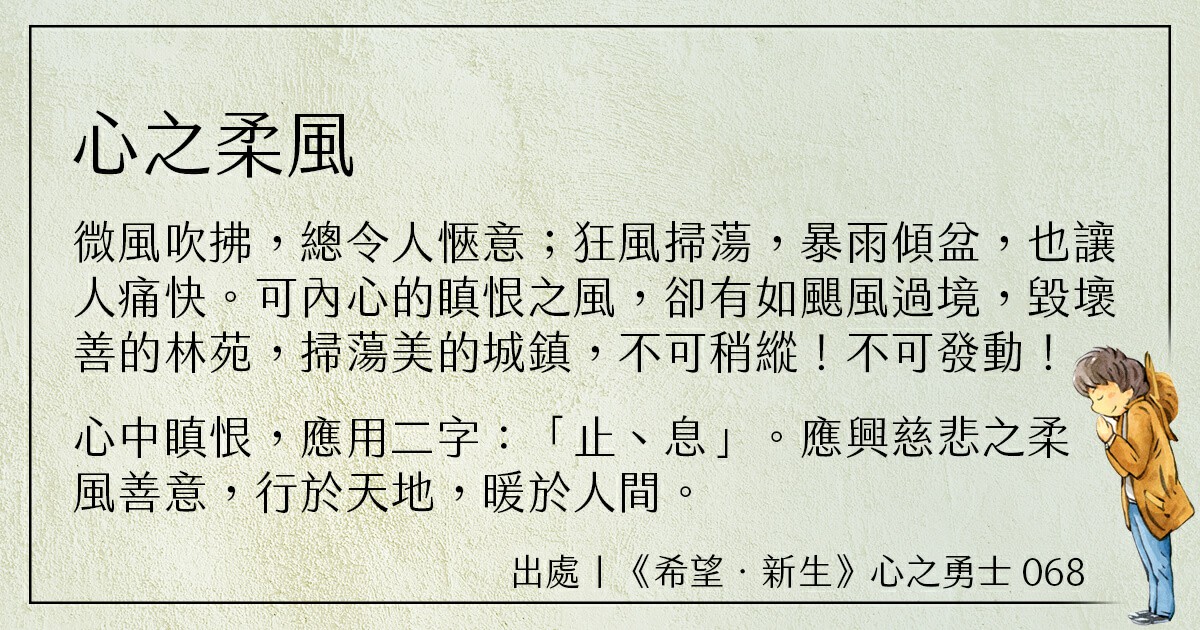 心之柔風
微風吹拂，總令人愜意；狂風掃蕩，暴雨傾盆，也讓
人痛快。可內心的瞋恨之風，卻有如颶風過境，毀壞
善的林苑，掃蕩美的城鎮，不可稍縱！不可發動！
心中瞋恨，應用二字：「止、息」。應興慈悲之柔
風善意，行於天地，暖於人間。
出處丨《希望．新生》心之勇士 068